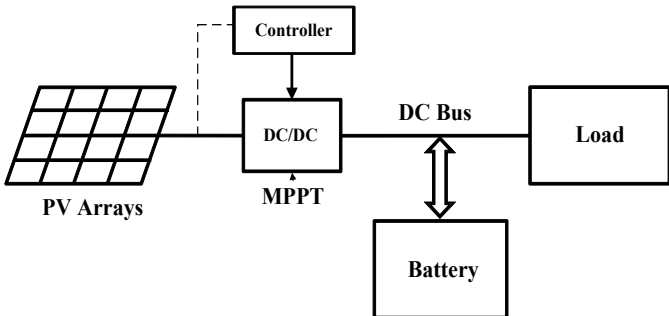 Controller
DC/DC
DC Bus
Load
MPPT
PV Arrays
Battery